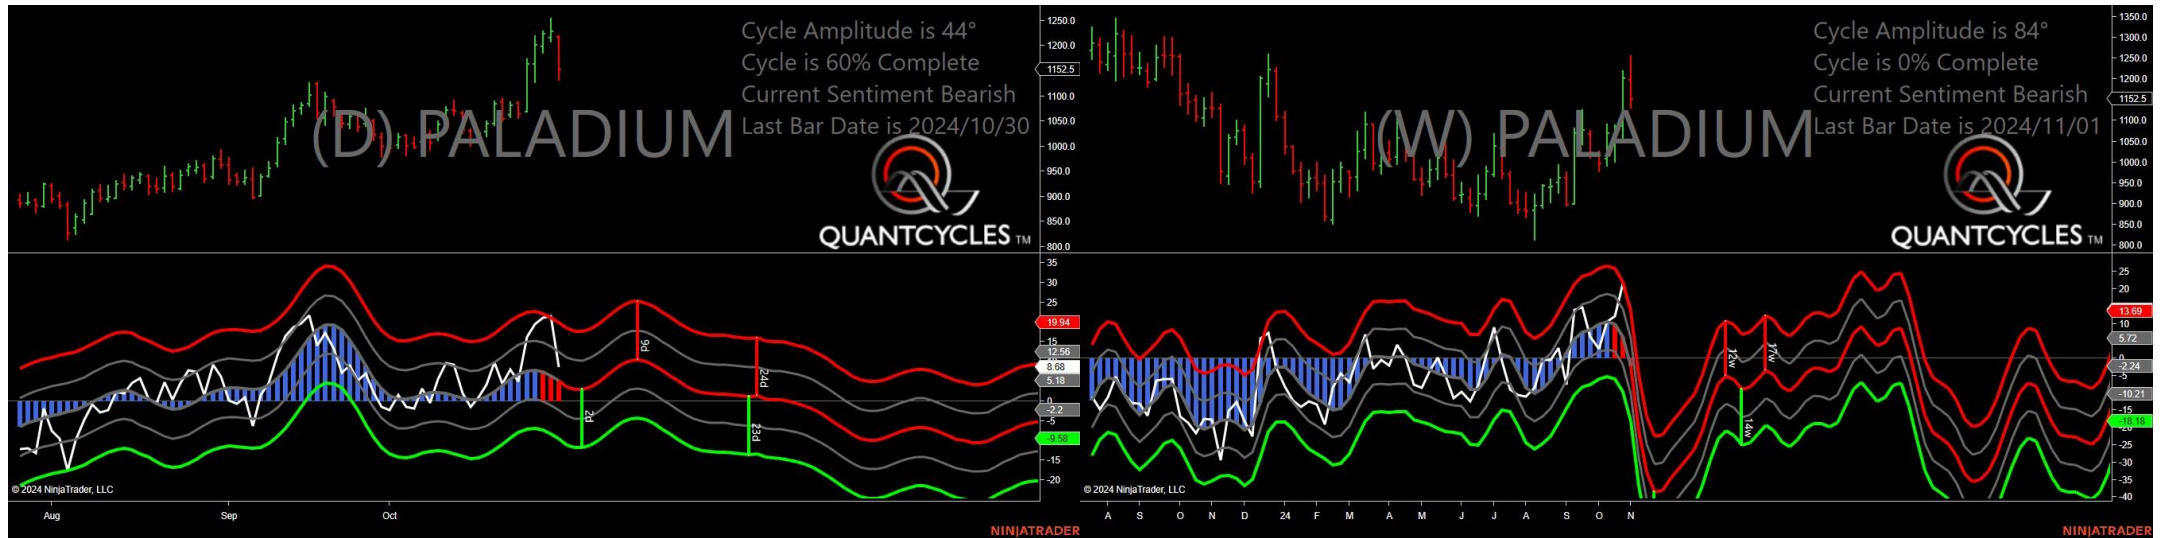 Cycle Amplitude is 44°
Cycle is 60% Complete
Current Sentiment Bearish
Last Bar Date is 2024/10/30
(D) PALADIUM
QUANTCYCLES TM
1250.0
1200.0
1152.5
1100.0
1050.0
1000.0
950.0
900.0
850.0
800.0
35
30
25
19.94
15
12.56
8.68
5.18
0
-2.2
-5
-9.58
-15
-20
9d
24d
2d
23d
© 2024 NinjaTrader, LLC
Aug Sep Oct
NINJATRADER
Cycle Amplitude is 84°
Cycle is 0% Complete
Current Sentiment Bearish
Last Bar Date is 2024/11/01
(W) PALADIUM
QUANTCYCLES TM
1350.0
1300.0
1250.0
1200.0
1152.5
1100.0
1050.0
1000.0
950.0
900.0
850.0
800.0
25
20
13.69
10
5.72
0
-2.24
-5
-10.21
-15
-18.18
-25
-30
-35
-40
12w
17w
114w
© 2024 NinjaTrader, LLC
A S O N D 24 F M A M J J A S O N
NINJATRADER